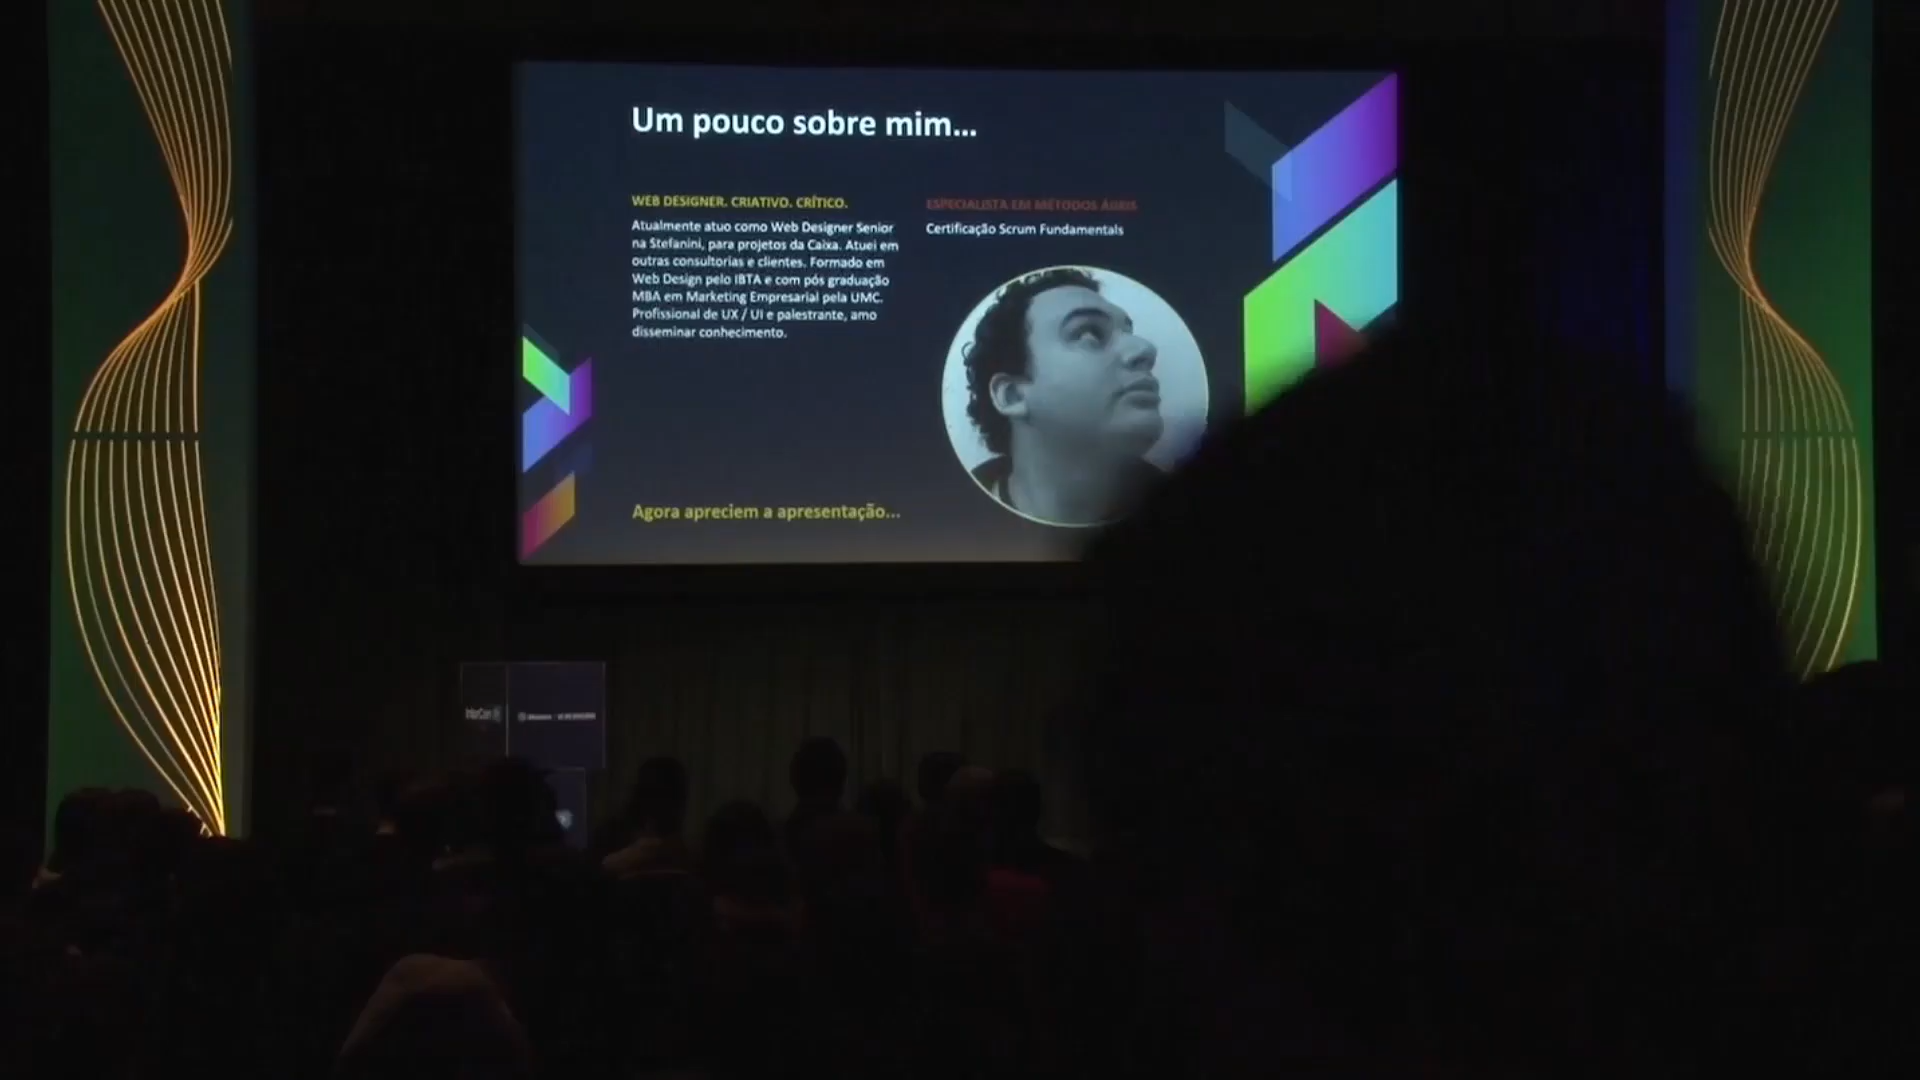 Um pouco sobre mim...
WEB DESIGNER. CRIATIVO. CRÍTICO.
Atualmente atuo como Web Designer Senior
na Stefanini, para projetos da Caixa. Atuei em
outras consultorias e clientes. Formado em
Web Design pelo IBTA e com pós graduação
MBA em Marketing Empresarial pela UMC.
Profissional de UX / UI e palestrante, amo
disseminar conhecimento.
ESPECIALISTA EM MÉTODOS ÁGEIS
Certificação Scrum Fundamentals
Agora apreciem a apresentação...
InterCon